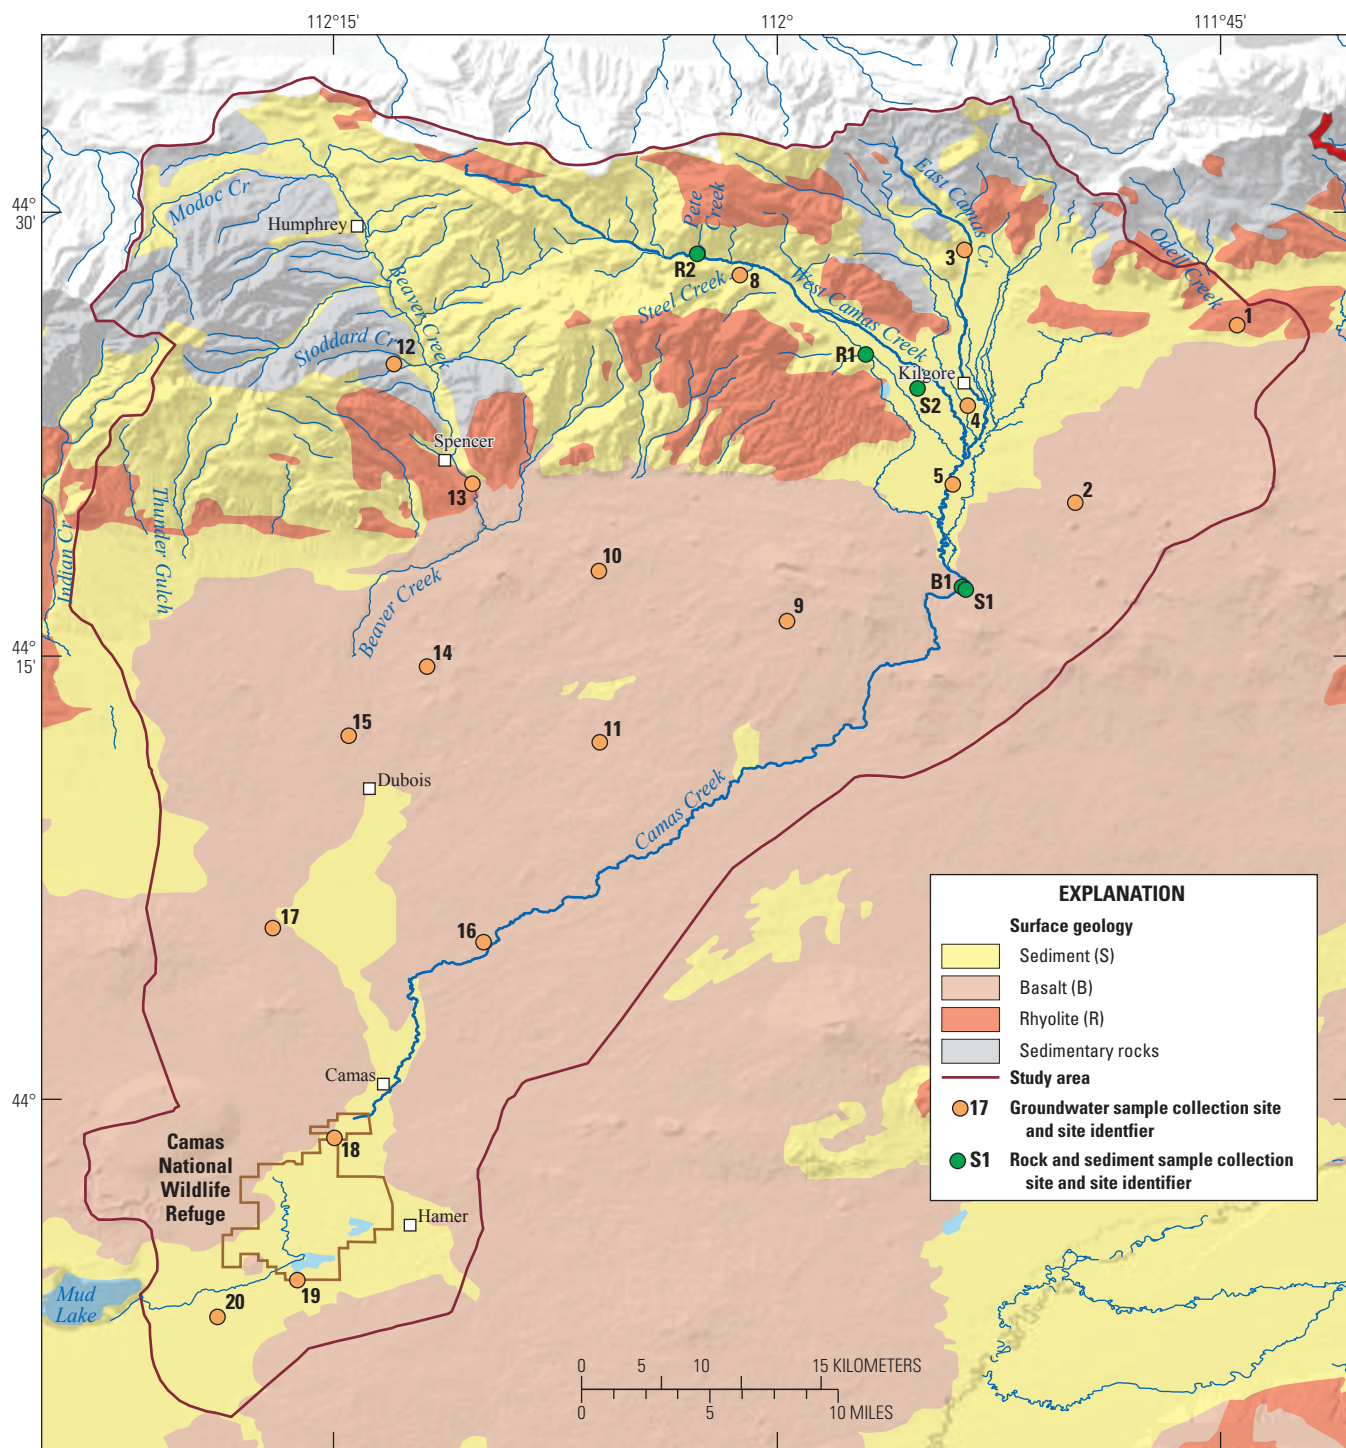 112°15'
112°
111°45'
44°
30'
Modoc Cr
Humphrey
Pete
Creek
East Camas Cr
Odell Creek
R2
3
8
Steel Creek
Beaver Creek
West Camas Creek
1
Stoddard Cr
12
R1
Kilgore
S2
4
Spencer
13
5
2
Indian Cr
Thunder Gulch
10
B1
S1
Beaver Creek
9
44°
15'
14
15
11
Dubois
Camas Creek
17
16
EXPLANATION
Surface geology
Sediment (S)
Basalt (B)
Rhyolite (R)
Sedimentary rocks
Study area
17 Groundwater sample collection site
and site identfier
S1 Rock and sediment sample collection
site and site identifier
Camas
44°
Camas
National
Wildlife
Refuge
18
Hamer
Mud
Lake
19
20
0 5 10 15 KILOMETERS
0 5 10 MILES